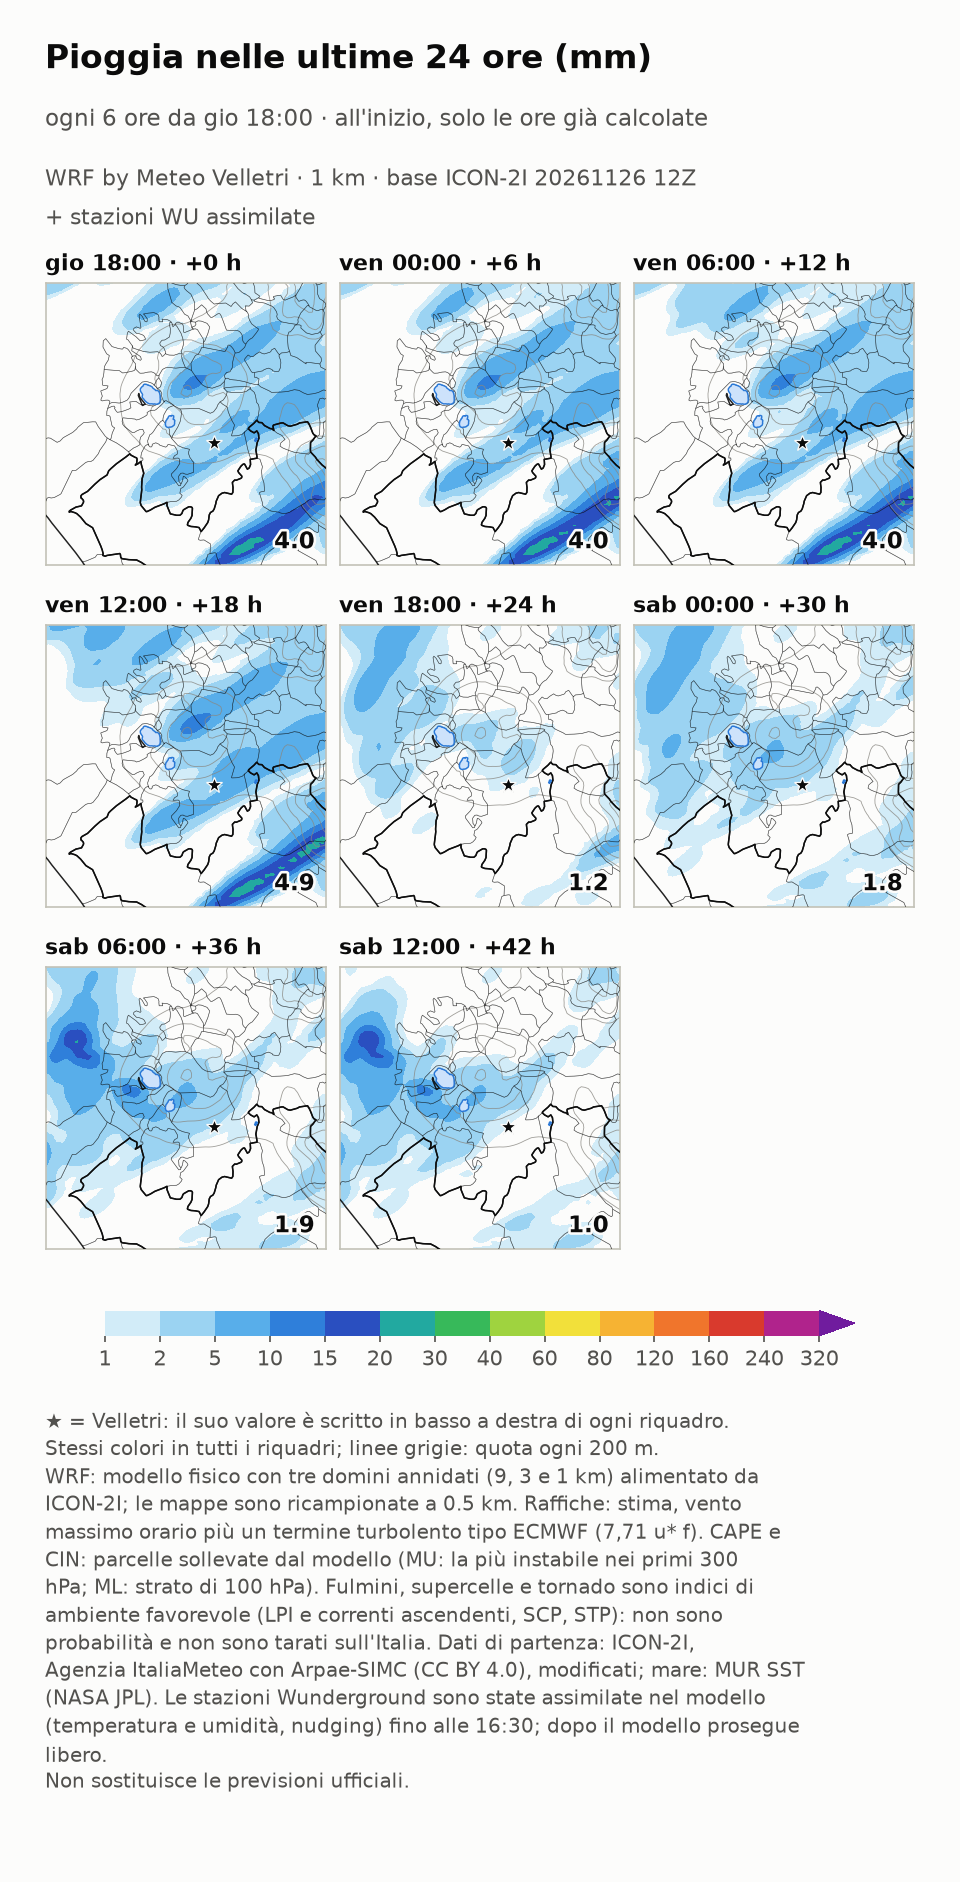 Pioggia nelle ultime 24 ore (mm)
ogni 6 ore da gio 18:00 · all'inizio, solo le ore già calcolate
WRF by Meteo Velletri · 1 km · base ICON-2I 20261126 12Z
+ stazioni WU assimilate
gio 18:00 · +0 h
ven 00:00 · +6 h
ven 06:00 · +12 h
4.0
4.0
4.0
ven 12:00 · +18 h
ven 18:00 · +24 h
sab 00:00 · +30 h
4.9
1.2
1.8
sab 06:00 · +36 h
sab 12:00 · +42 h
1.9
1.0
1 2 5 10 15 20 30 40 60 80 120 160 240 320
★ = Velletri: il suo valore è scritto in basso a destra di ogni riquadro.
Stessi colori in tutti i riquadri; linee grigie: quota ogni 200 m.
WRF: modello fisico con tre domini annidati (9, 3 e 1 km) alimentato da
ICON-2I; le mappe sono ricampionate a 0.5 km. Raffiche: stima, vento
massimo orario più un termine turbolento tipo ECMWF (7,71 u* f). CAPE e
CIN: parcelle sollevate dal modello (MU: la più instabile nei primi 300
hPa; ML: strato di 100 hPa). Fulmini, supercelle e tornado sono indici di
ambiente favorevole (LPI e correnti ascendenti, SCP, STP): non sono
probabilità e non sono tarati sull'Italia. Dati di partenza: ICON-2I,
Agenzia ItaliaMeteo con Arpae-SIMC (CC BY 4.0), modificati; mare: MUR SST
(NASA JPL). Le stazioni Wunderground sono state assimilate nel modello
(temperatura e umidità, nudging) fino alle 16:30; dopo il modello prosegue
libero.
Non sostituisce le previsioni ufficiali.